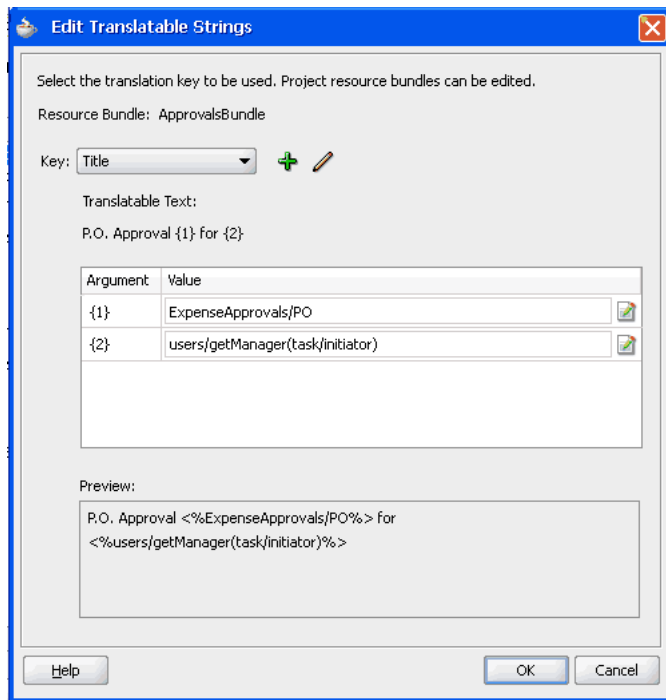 Edit Translatable Strings
Select the translation key to be used. Project resource bundles can be edited.
Resource Bundle: ApprovalsBundle
Key: Title
Translatable Text:
P.O. Approval {1} for {2}
Argument Value
{1} ExpenseApprovals/PO
{2} users/getManager(task/initiator)
Preview:
P.O. Approval <%ExpenseApprovals/PO%> for
<%users/getManager(task/initiator)%>
Help OK Cancel